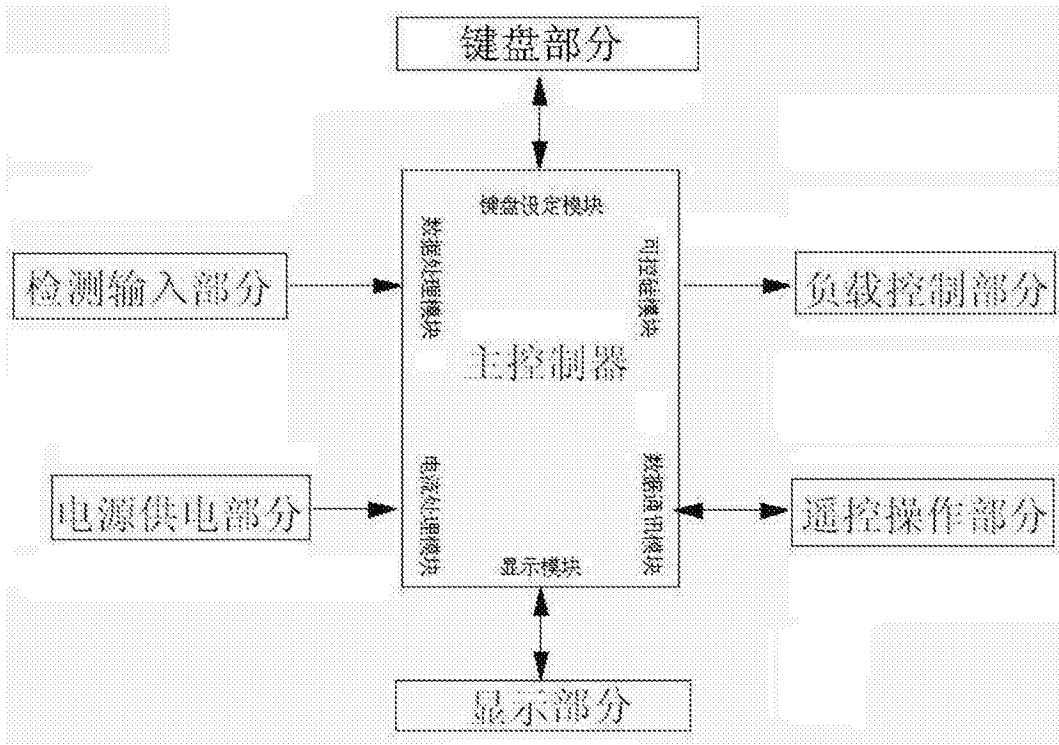 键盘部分
键盘设定模块
数据处理模块
可控硅模块
检测输入部分
负载控制部分
主控制器
电源供电部分
电流处理模块
数据通讯模块
遥控操作部分
显示模块
显示部分